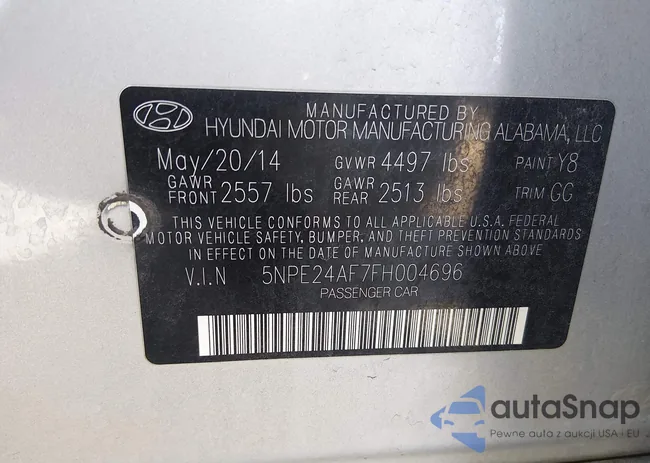 MANUFACTURED BY
HYUNDAI MOTOR MANUFACTURING ALABAMA, LLC
May/20/14 GVWR 4497 lbs PAINT Y8
GAWR FRONT 2557 lbs GAWR REAR 2513 lbs TRIM GG
THIS VEHICLE CONFORMS TO ALL APPLICABLE U.S.A. FEDERAL
MOTOR VEHICLE SAFETY, BUMPER, AND THEFT PREVENTION STANDARDS
IN EFFECT ON THE DATE OF MANUFACTURE SHOWN ABOVE.
V.I.N 5NPE24AF7FH004696
PASSENGER CAR
autaSnap
Pewne auta z aukcji USA i EU